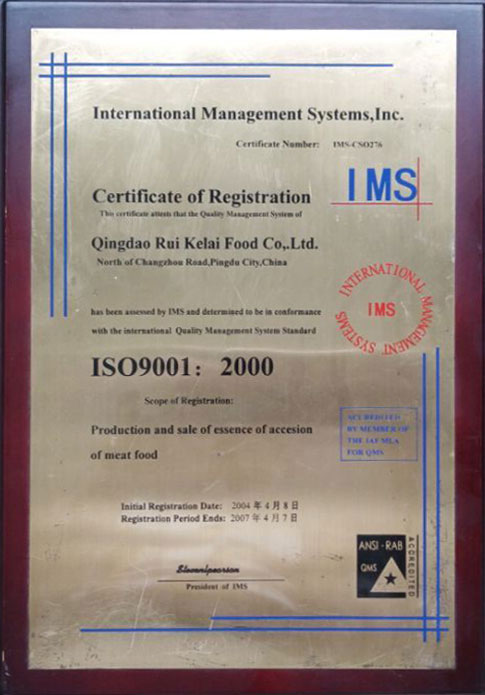 International Management Systems,Inc.
Certificate Number: IMS-CSO276
IMS
Certificate of Registration
This certificate attests that the Quality Management System of
Qingdao Rui Kelai Food Co,.Ltd.
North of Changzhou Road,Pingdu City,China
INTERNATIONAL MANAGEMENT SYSTEMS
IMS
has been assessed by IMS and determined to be in conformance
with the international Quality Management System Standard
ISO9001: 2000
Scope of Registration:
Production and sale of essence of accesion
of meat food
ACCREDITED
BY MEMBER OF
THE IAF MLA
FOR QMS
Initial Registration Date: 2004 年 4 月 8 日
Registration Period Ends: 2007 年 4 月 7 日
ANSI-RAB
QMS
ACCREDITED
President of IMS